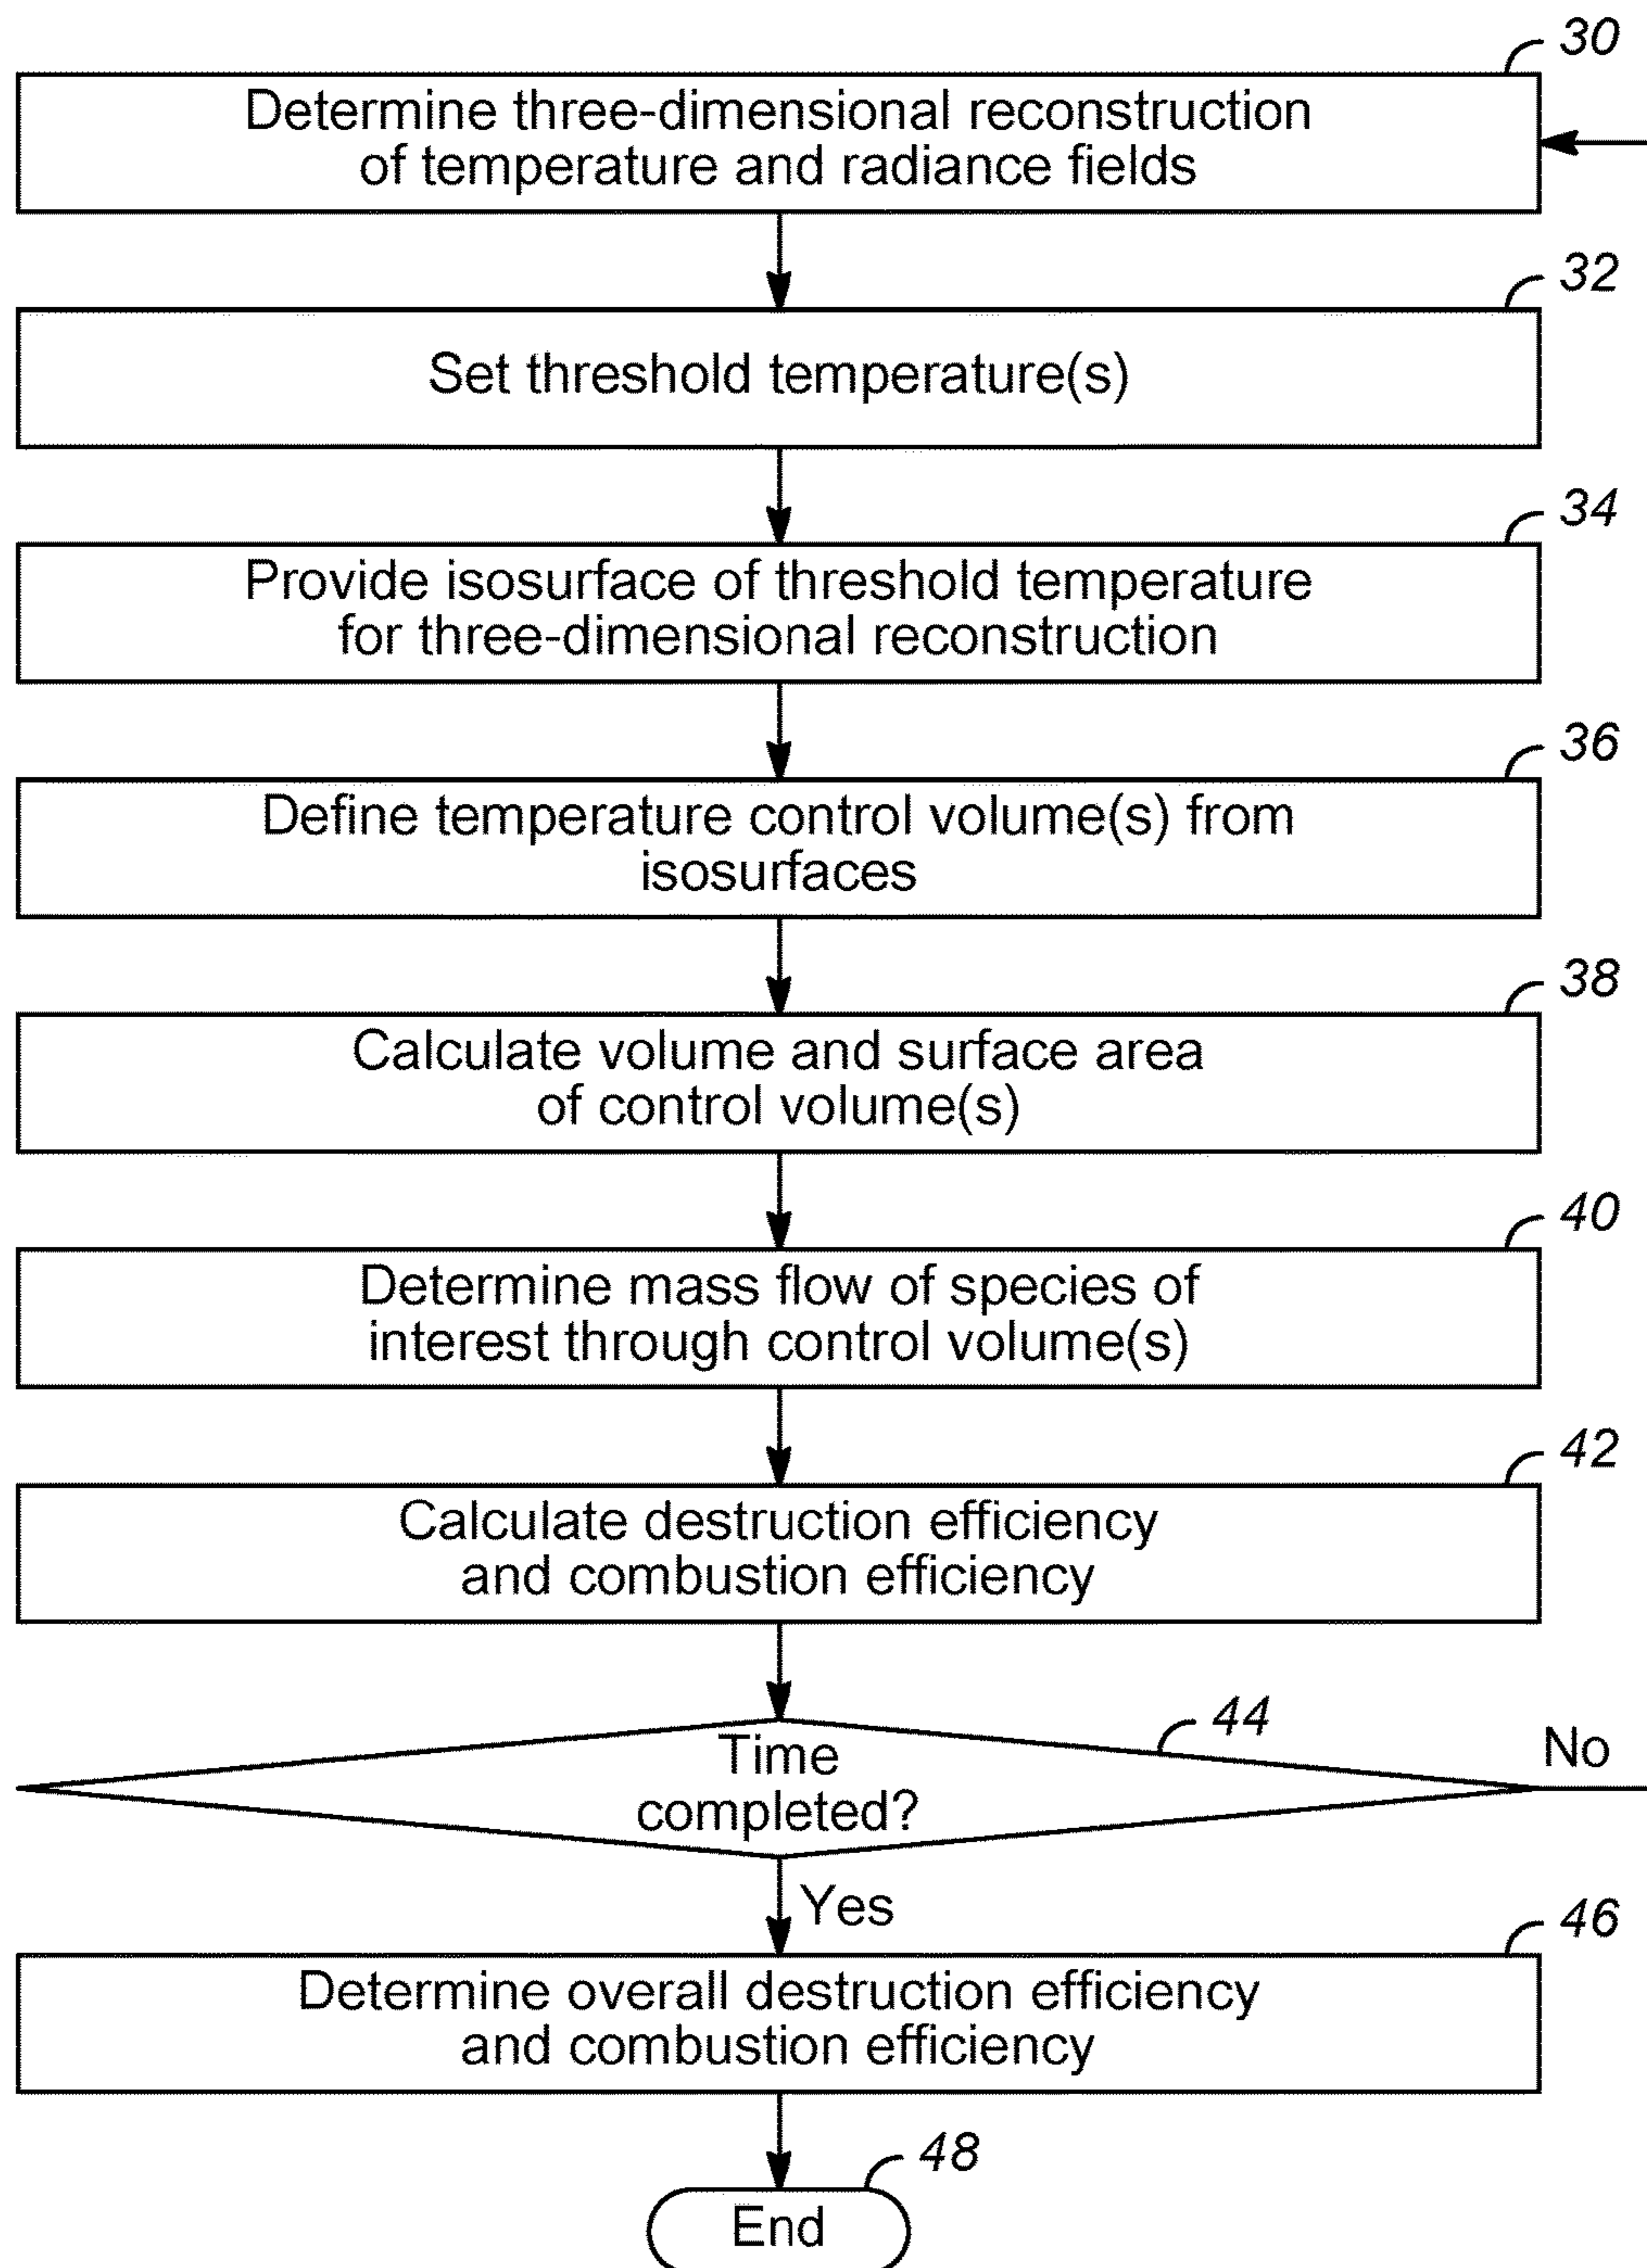 30
Determine three-dimensional reconstruction
of temperature and radiance fields
32
Set threshold temperature(s)
34
Provide isosurface of threshold temperature
for three-dimensional reconstruction
36
Define temperature control volume(s) from
isosurfaces
38
Calculate volume and surface area
of control volume(s)
40
Determine mass flow of species of
interest through control volume(s)
42
Calculate destruction efficiency
and combustion efficiency
44
Time
completed?
No
Yes
46
Determine overall destruction efficiency
and combustion efficiency
48
End